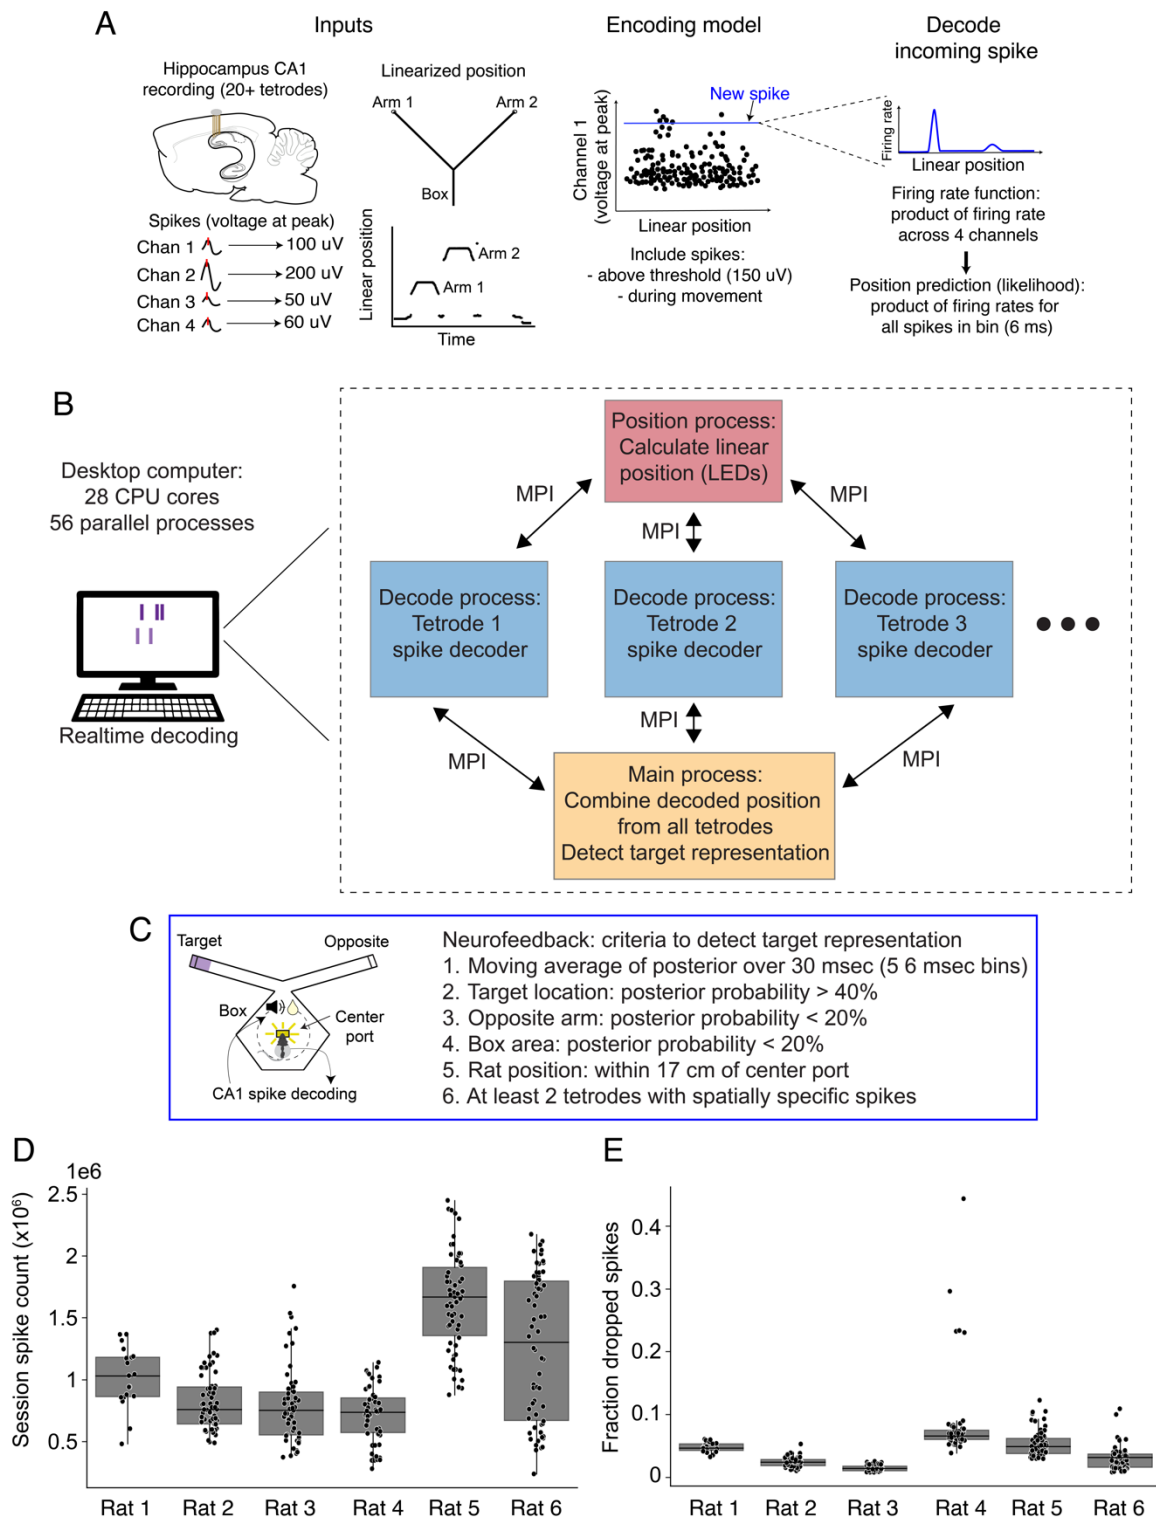 A
Inputs
Encoding model
Decode
incoming spike
Hippocampus CA1
recording (20+ tetrodes)
Spikes (voltage at peak)
Chan 1
100 uV
Chan 2
200 uV
Chan 3
50 uV
Chan 4
60 uV
Linearized position
Arm 1
Arm 2
Box
Linear position
Arm 2
Arm 1
Time
New spike
Channel 1
(voltage at peak)
Linear position
Include spikes:
- above threshold (150 uV)
- during movement
Firing rate
Linear position
Firing rate function:
product of firing rate
across 4 channels
Position prediction (likelihood):
product of firing rates for
all spikes in bin (6 ms)
B
Desktop computer:
28 CPU cores
56 parallel processes
Realtime decoding
Position process:
Calculate linear
position (LEDs)
MPI
MPI
MPI
Decode process:
Tetrode 1
spike decoder
Decode process:
Tetrode 2
spike decoder
Decode process:
Tetrode 3
spike decoder
MPI
MPI
MPI
Main process:
Combine decoded position
from all tetrodes
Detect target representation
C
Target
Opposite
Box
Center
port
CA1 spike decoding
Neurofeedback: criteria to detect target representation
1. Moving average of posterior over 30 msec (5 6 msec bins)
2. Target location: posterior probability > 40%
3. Opposite arm: posterior probability < 20%
4. Box area: posterior probability < 20%
5. Rat position: within 17 cm of center port
6. At least 2 tetrodes with spatially specific spikes
D
1e6
Session spike count (x10⁶)
2.5
2
1.5
1
0.5
Rat 1 Rat 2 Rat 3 Rat 4 Rat 5 Rat 6
E
Fraction dropped spikes
0.4
0.3
0.2
0.1
0
Rat 1 Rat 2 Rat 3 Rat 4 Rat 5 Rat 6